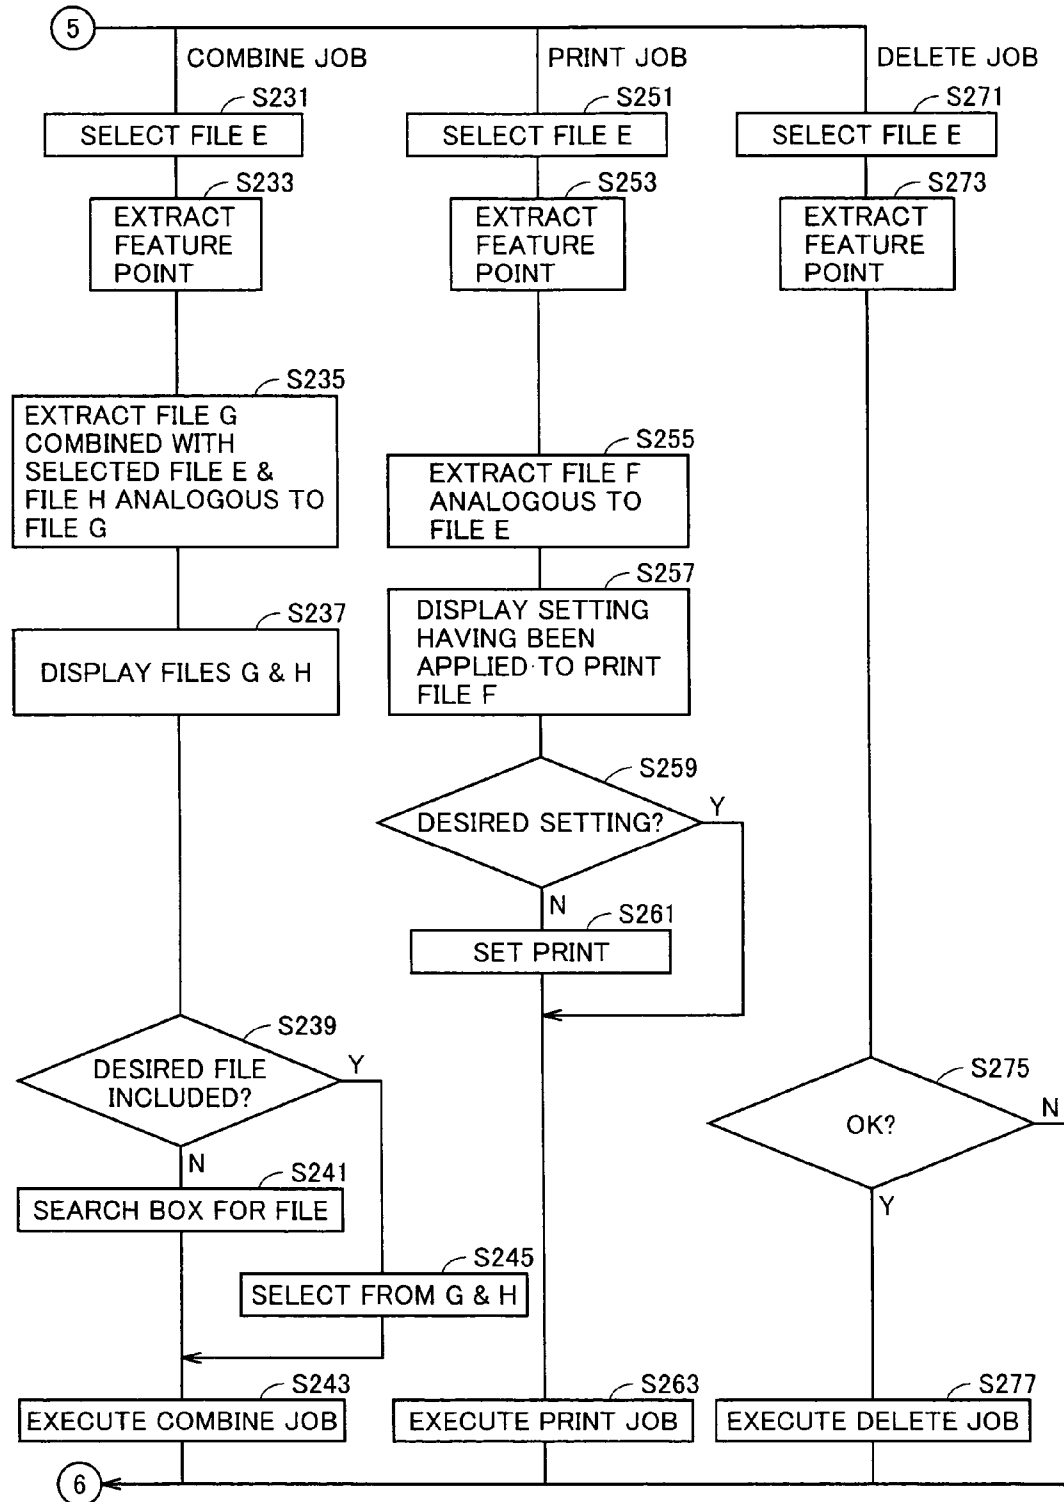 5
COMBINE JOB
S231
SELECT FILE E
S233
EXTRACT
FEATURE
POINT
S235
EXTRACT FILE G
COMBINED WITH
SELECTED FILE E &
FILE H ANALOGOUS TO
FILE G
S237
DISPLAY FILES G & H
S239
DESIRED FILE
INCLUDED?
Y
N
S241
SEARCH BOX FOR FILE
S245
SELECT FROM G & H
S243
EXECUTE COMBINE JOB
PRINT JOB
S251
SELECT FILE E
S253
EXTRACT
FEATURE
POINT
S255
EXTRACT FILE F
ANALOGOUS TO
FILE E
S257
DISPLAY SETTING
HAVING BEEN
APPLIED TO PRINT
FILE F
S259
DESIRED SETTING?
Y
N
S261
SET PRINT
S263
EXECUTE PRINT JOB
DELETE JOB
S271
SELECT FILE E
S273
EXTRACT
FEATURE
POINT
S275
OK?
N
Y
S277
EXECUTE DELETE JOB
6